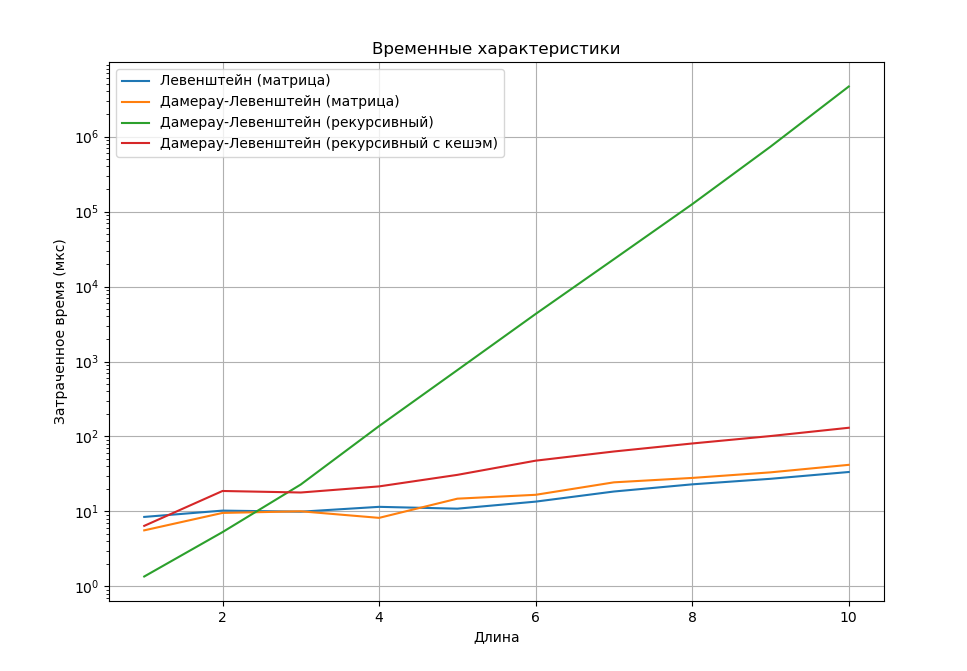 Временные характеристики
Левенштейн (матрица)
Дамерау-Левенштейн (матрица)
Дамерау-Левенштейн (рекурсивный)
Дамерау-Левенштейн (рекурсивный с кешэм)
Затраченное время (мкс)
10⁶
10⁵
10⁴
10³
10²
10¹
10⁰
2 4 6 8 10
Длина